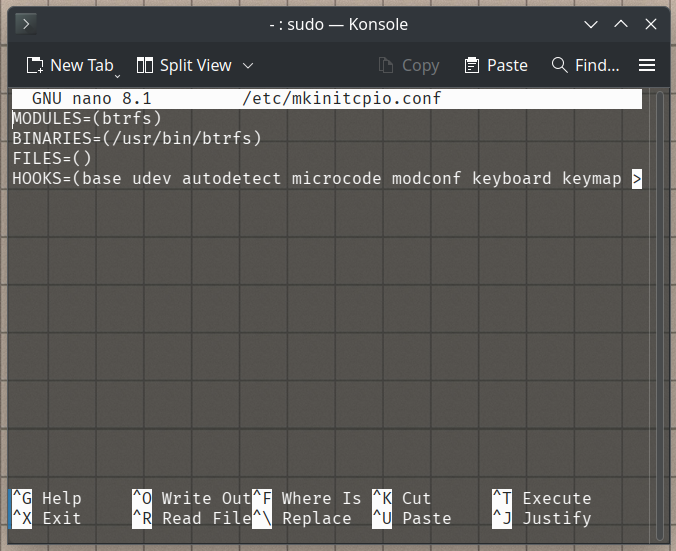 - : sudo — Konsole
New Tab Split View Copy Paste Find...
GNU nano 8.1 /etc/mkinitcpio.conf
MODULES=(btrfs)
BINARIES=(/usr/bin/btrfs)
FILES=()
HOOKS=(base udev autodetect microcode modconf keyboard keymap >
^G Help ^O Write Out ^F Where Is ^K Cut ^T Execute
^X Exit ^R Read File ^\ Replace ^U Paste ^J Justify